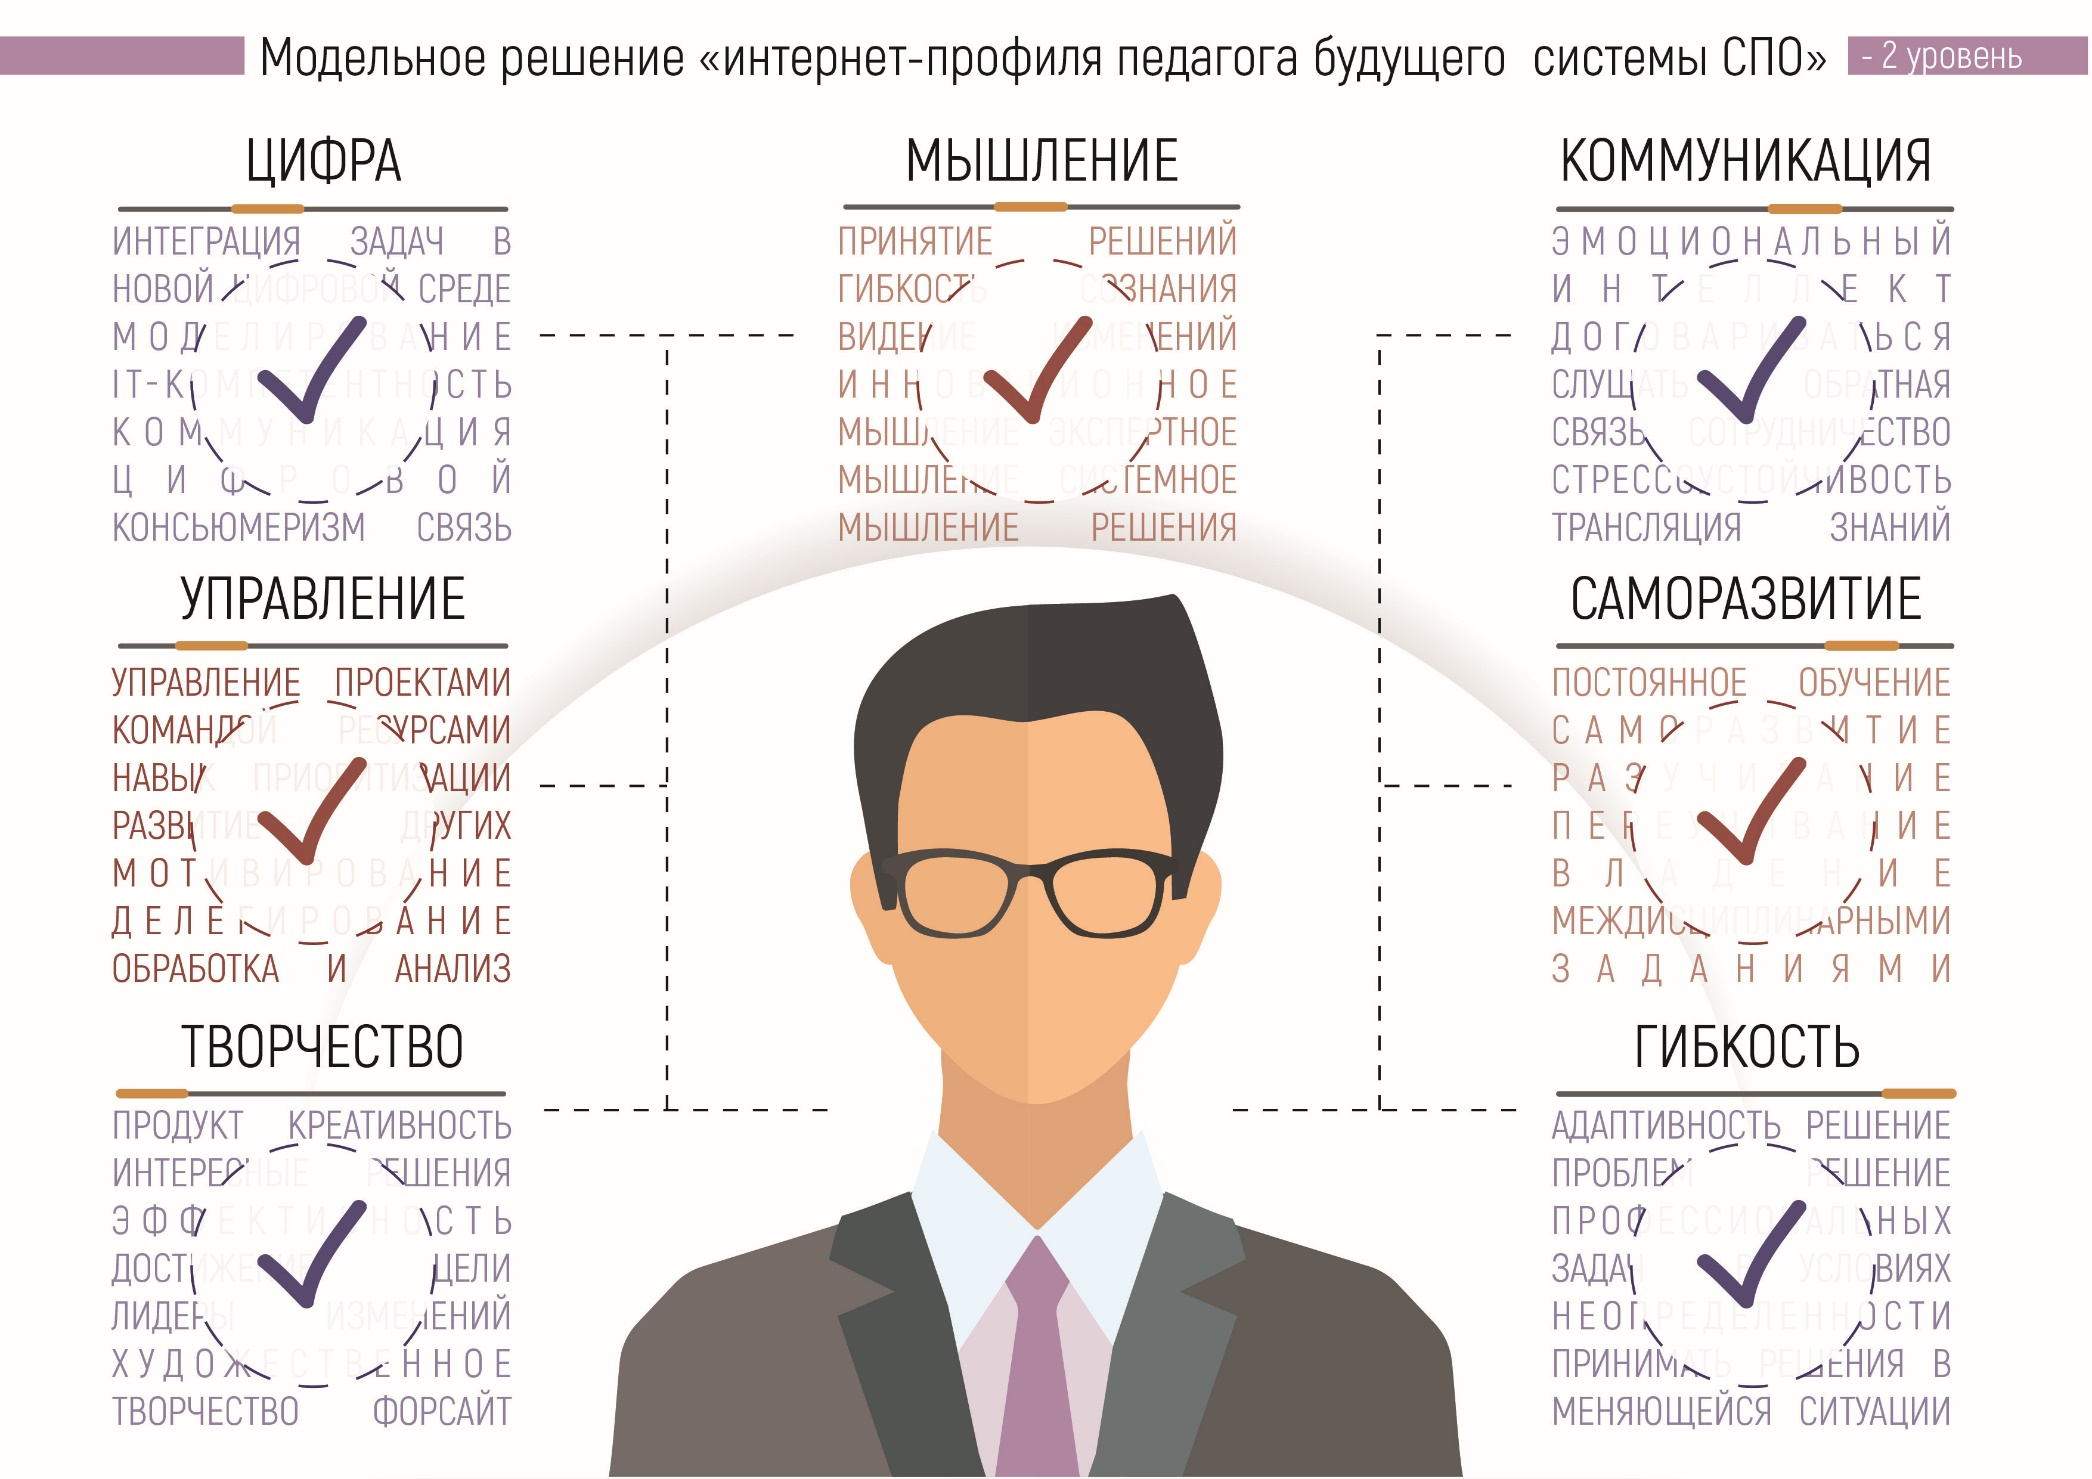 Модельное решение «интернет-профиля педагога будущего системы СПО» - 2 уровень
ЦИФРА
ИНТЕГРАЦИЯ ЗАДАЧ В
НОВОЙ ЦИФРОВОЙ СРЕДЕ
МОДЕЛИРОВАНИЕ
IT-КОМПЕТЕНТНОСТЬ
КОММУНИКАЦИЯ
ЦИФРОВОЙ
КОНСЬЮМЕРИЗМ СВЯЗЬ
МЫШЛЕНИЕ
ПРИНЯТИЕ РЕШЕНИЙ
ГИБКОСТЬ СОЗНАНИЯ
ВИДЕНИЕ ИЗМЕНЕНИЙ
ИННОВАЦИОННОЕ
МЫШЛЕНИЕ ЭКСПЕРТНОЕ
МЫШЛЕНИЕ СИСТЕМНОЕ
МЫШЛЕНИЕ РЕШЕНИЯ
КОММУНИКАЦИЯ
ЭМОЦИОНАЛЬНЫЙ
ИНТЕЛЛЕКТ
ДОГОВАРИВАТЬСЯ
СЛУШАТЬ ОБРАТНАЯ
СВЯЗЬ СОТРУДНИЧЕСТВО
СТРЕССОУСТОЙЧИВОСТЬ
ТРАНСЛЯЦИЯ ЗНАНИЙ
УПРАВЛЕНИЕ
УПРАВЛЕНИЕ ПРОЕКТАМИ
КОМАНДОЙ РЕСУРСАМИ
НАВЫК ПРИОРИТИЗАЦИИ
РАЗВИТИЕ ДРУГИХ
МОТИВИРОВАНИЕ
ДЕЛЕГИРОВАНИЕ
ОБРАБОТКА И АНАЛИЗ
САМОРАЗВИТИЕ
ПОСТОЯННОЕ ОБУЧЕНИЕ
САМОРАЗВИТИЕ
РАЗУЧИВАНИЕ
ПЕРЕУЧИВАНИЕ
ВЛАДЕНИЕ
МЕЖДИСЦИПЛИНАРНЫМИ
ЗАДАНИЯМИ
ТВОРЧЕСТВО
ПРОДУКТ КРЕАТИВНОСТЬ
ИНТЕРЕСНЫЕ РЕШЕНИЯ
ЭФФЕКТИВНОСТЬ
ДОСТИЖЕНИЕ ЦЕЛИ
ЛИДЕРЫ ИЗМЕНЕНИЙ
ХУДОЖЕСТВЕННОЕ
ТВОРЧЕСТВО ФОРСАЙТ
ГИБКОСТЬ
АДАПТИВНОСТЬ РЕШЕНИЕ
ПРОБЛЕМ РЕШЕНИЕ
ПРОФЕССИОНАЛЬНЫХ
ЗАДАЧ В УСЛОВИЯХ
НЕОПРЕДЕЛЕННОСТИ
ПРИНИМАТЬ РЕШЕНИЯ В
МЕНЯЮЩЕЙСЯ СИТУАЦИИ